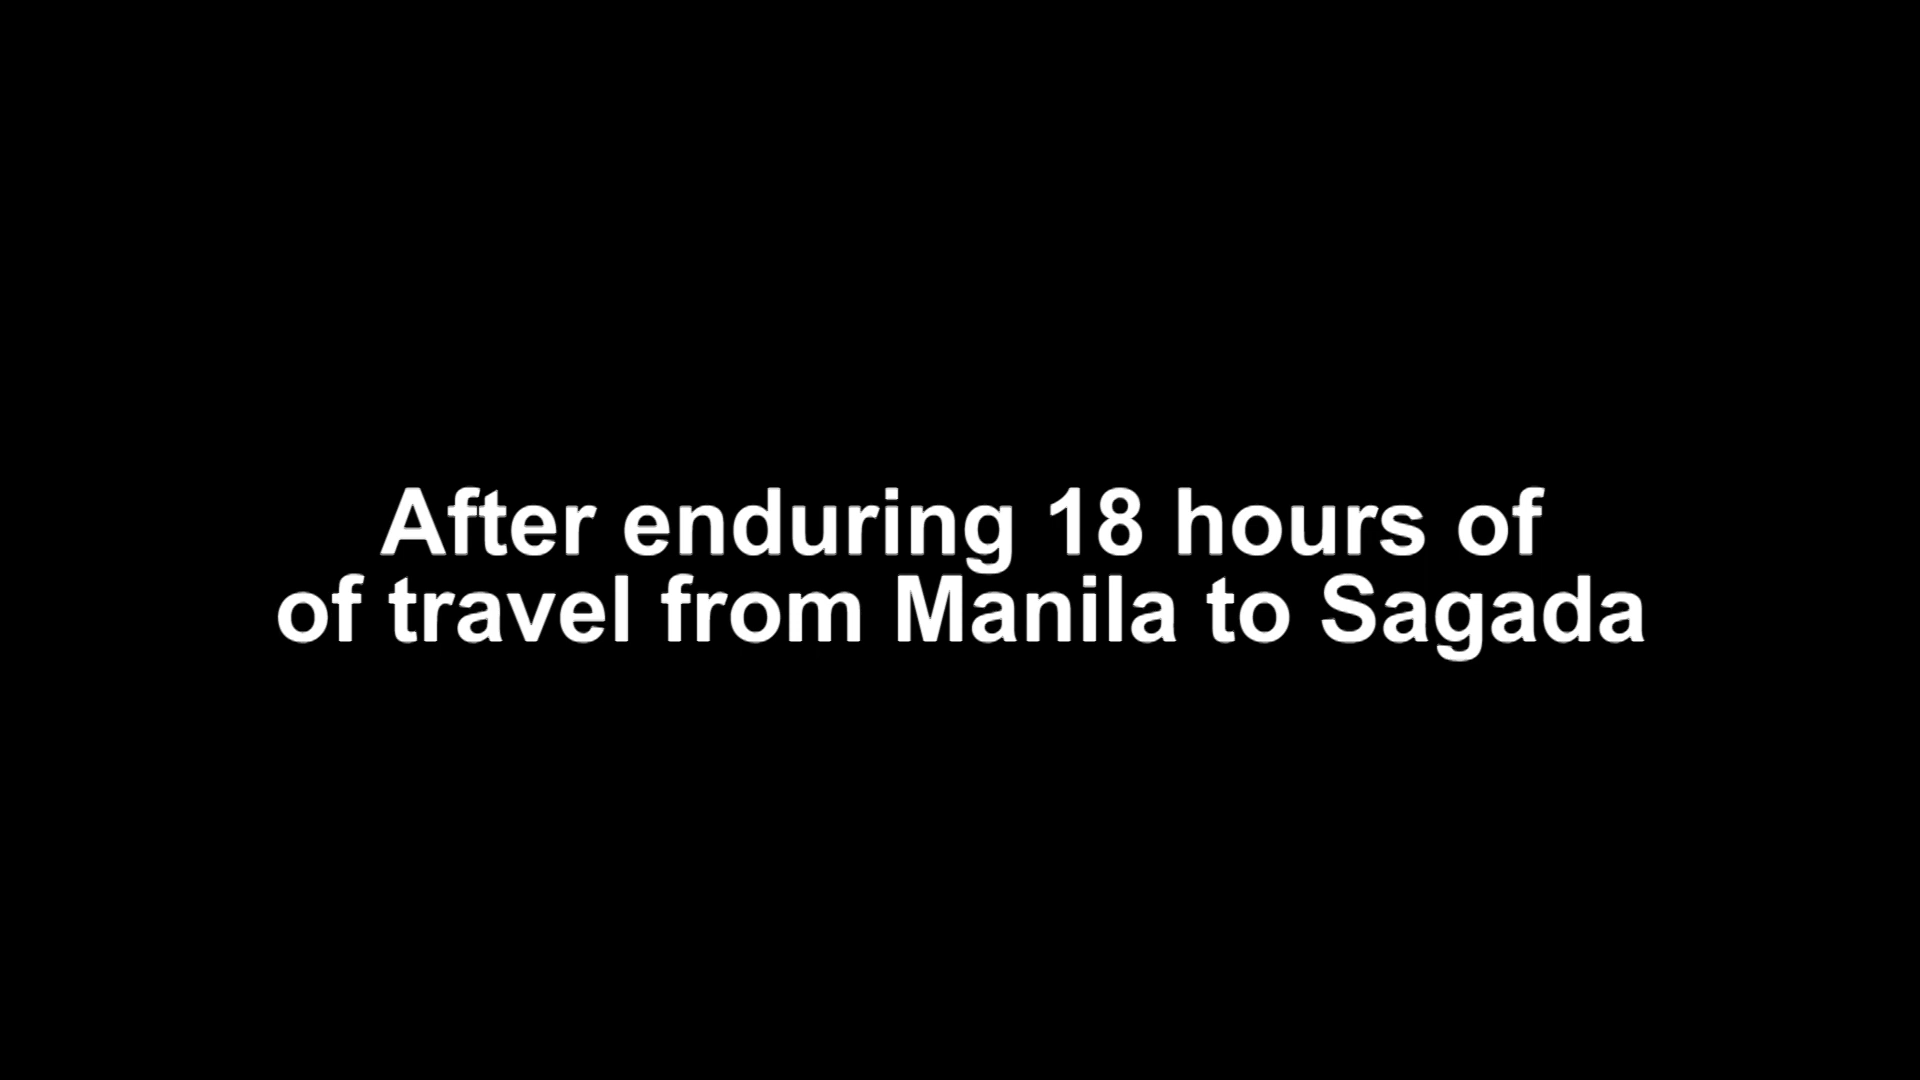 After enduring 18 hours of
of travel from Manila to Sagada